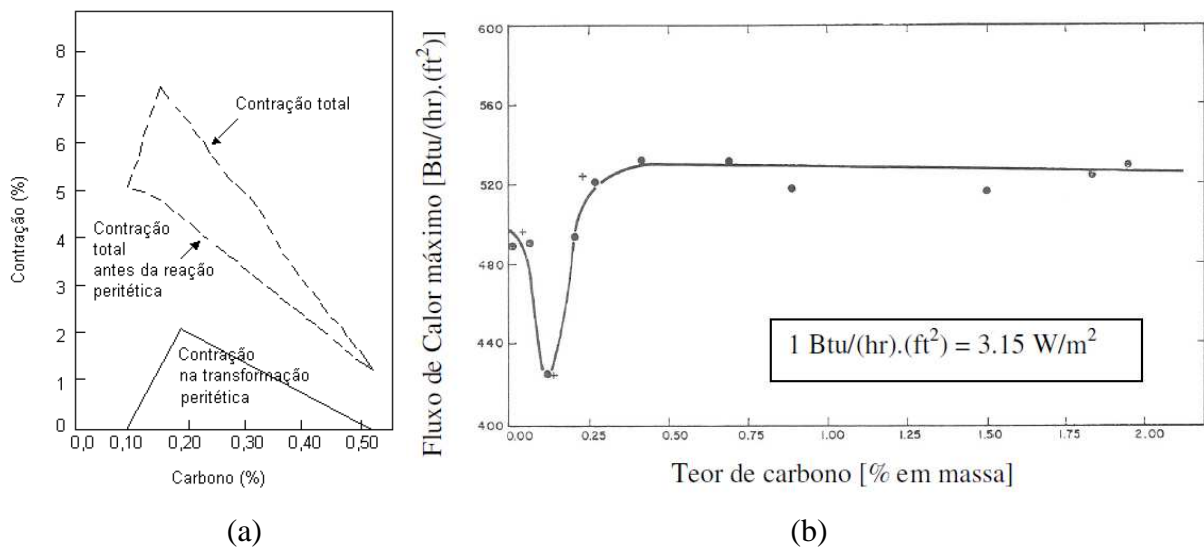 8
7
6
5
4
3
2
1
0
Contração (%)
Contração total
Contração
total
antes da reação
peritética
Contração
na transformação
peritética
0,0 0,10 0,20 0,30 0,40 0,50
Carbono (%)
(a)
Fluxo de Calor máximo [Btu/(hr).(ft²)]
600
560
520
480
440
400
1 Btu/(hr).(ft²) = 3.15 W/m²
0.00 0.25 0.50 0.75 1.00 1.25 1.50 1.75 2.00
Teor de carbono [% em massa]
(b)